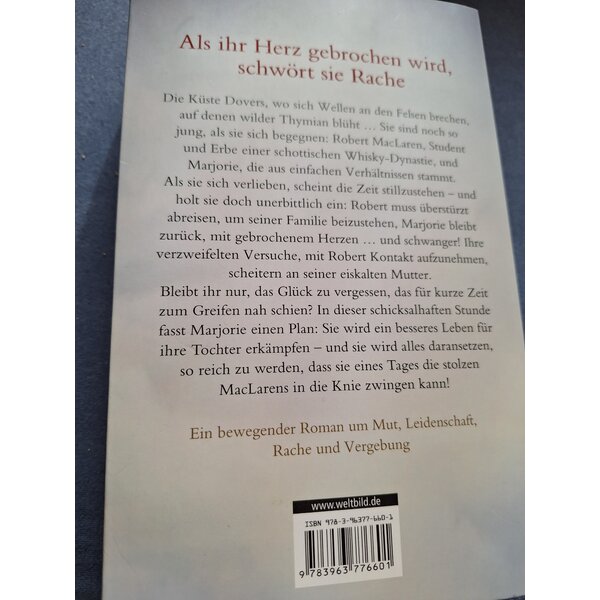 Als ihr Herz gebrochen wird,
schwört sie Rache
Die Küste Dovers, wo sich Wellen an den Felsen brechen,
auf denen wilder Thymian blüht … Sie sind noch so
jung, als sie sich begegnen: Robert MacLaren, Student
und Erbe einer schottischen Whisky-Dynastie, und
Marjorie, die aus einfachen Verhältnissen stammt.
Als sie sich verlieben, scheint die Zeit stillzustehen – und
holt sie doch unerbittlich ein: Robert muss überstürzt
abreisen, um seiner Familie beizustehen, Marjorie bleibt
zurück, mit gebrochenem Herzen … und schwanger! Ihre
verzweifelten Versuche, mit Robert Kontakt aufzunehmen,
scheitern an seiner eiskalten Mutter.
Bleibt ihr nur, das Glück zu vergessen, das für kurze Zeit
zum Greifen nah schien? In dieser schicksalhaften Stunde
fasst Marjorie einen Plan: Sie wird ein besseres Leben für
ihre Tochter erkämpfen – und sie wird alles daransetzen,
so reich zu werden, dass sie eines Tages die stolzen
MacLarens in die Knie zwingen kann!
Ein bewegender Roman um Mut, Leidenschaft,
Rache und Vergebung
www.weltbild.de
ISBN 978-3-96377-660-1
9 783963 776601